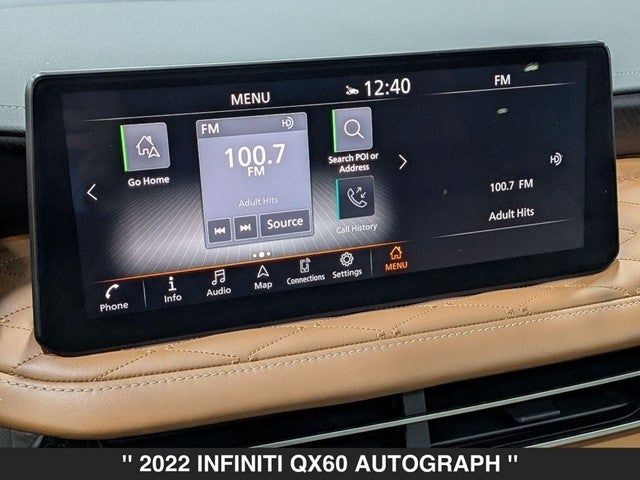 MENU
12:40
FM
Go Home
FM
100.7
FM
Adult Hits
Source
Search POI or
Address
Call History
100.7 FM
Adult Hits
Phone
Info
Audio
Map
Connections
Settings
MENU
" 2022 INFINITI QX60 AUTOGRAPH "